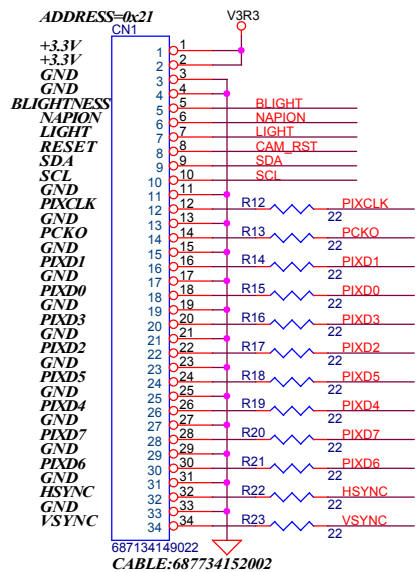 ADDRESS=0x21
CN1
V3R3
+3.3V 1 1
+3.3V 2 2
GND 3 3
GND 4 4
BLIGHTNESS 5 5 BLIGHT
NAPION 6 6 NAPION
LIGHT 7 7 LIGHT
RESET 8 8 CAM_RST
SDA 9 9 SDA
SCL 10 10 SCL
GND 11 11
PIXCLK 12 12 R12 22 PIXCLK
GND 13 13
PCKO 14 14 R13 22 PCKO
GND 15 15
PIXD1 16 16 R14 22 PIXD1
GND 17 17
PIXD0 18 18 R15 22 PIXD0
GND 19 19
PIXD3 20 20 R16 22 PIXD3
GND 21 21
PIXD2 22 22 R17 22 PIXD2
GND 23 23
PIXD5 24 24 R18 22 PIXD5
GND 25 25
PIXD4 26 26 R19 22 PIXD4
GND 27 27
PIXD7 28 28 R20 22 PIXD7
GND 29 29
PIXD6 30 30 R21 22 PIXD6
GND 31 31
HSYNC 32 32 R22 22 HSYNC
GND 33 33
VSYNC 34 34 R23 22 VSYNC
687134149022
CABLE:687734152002